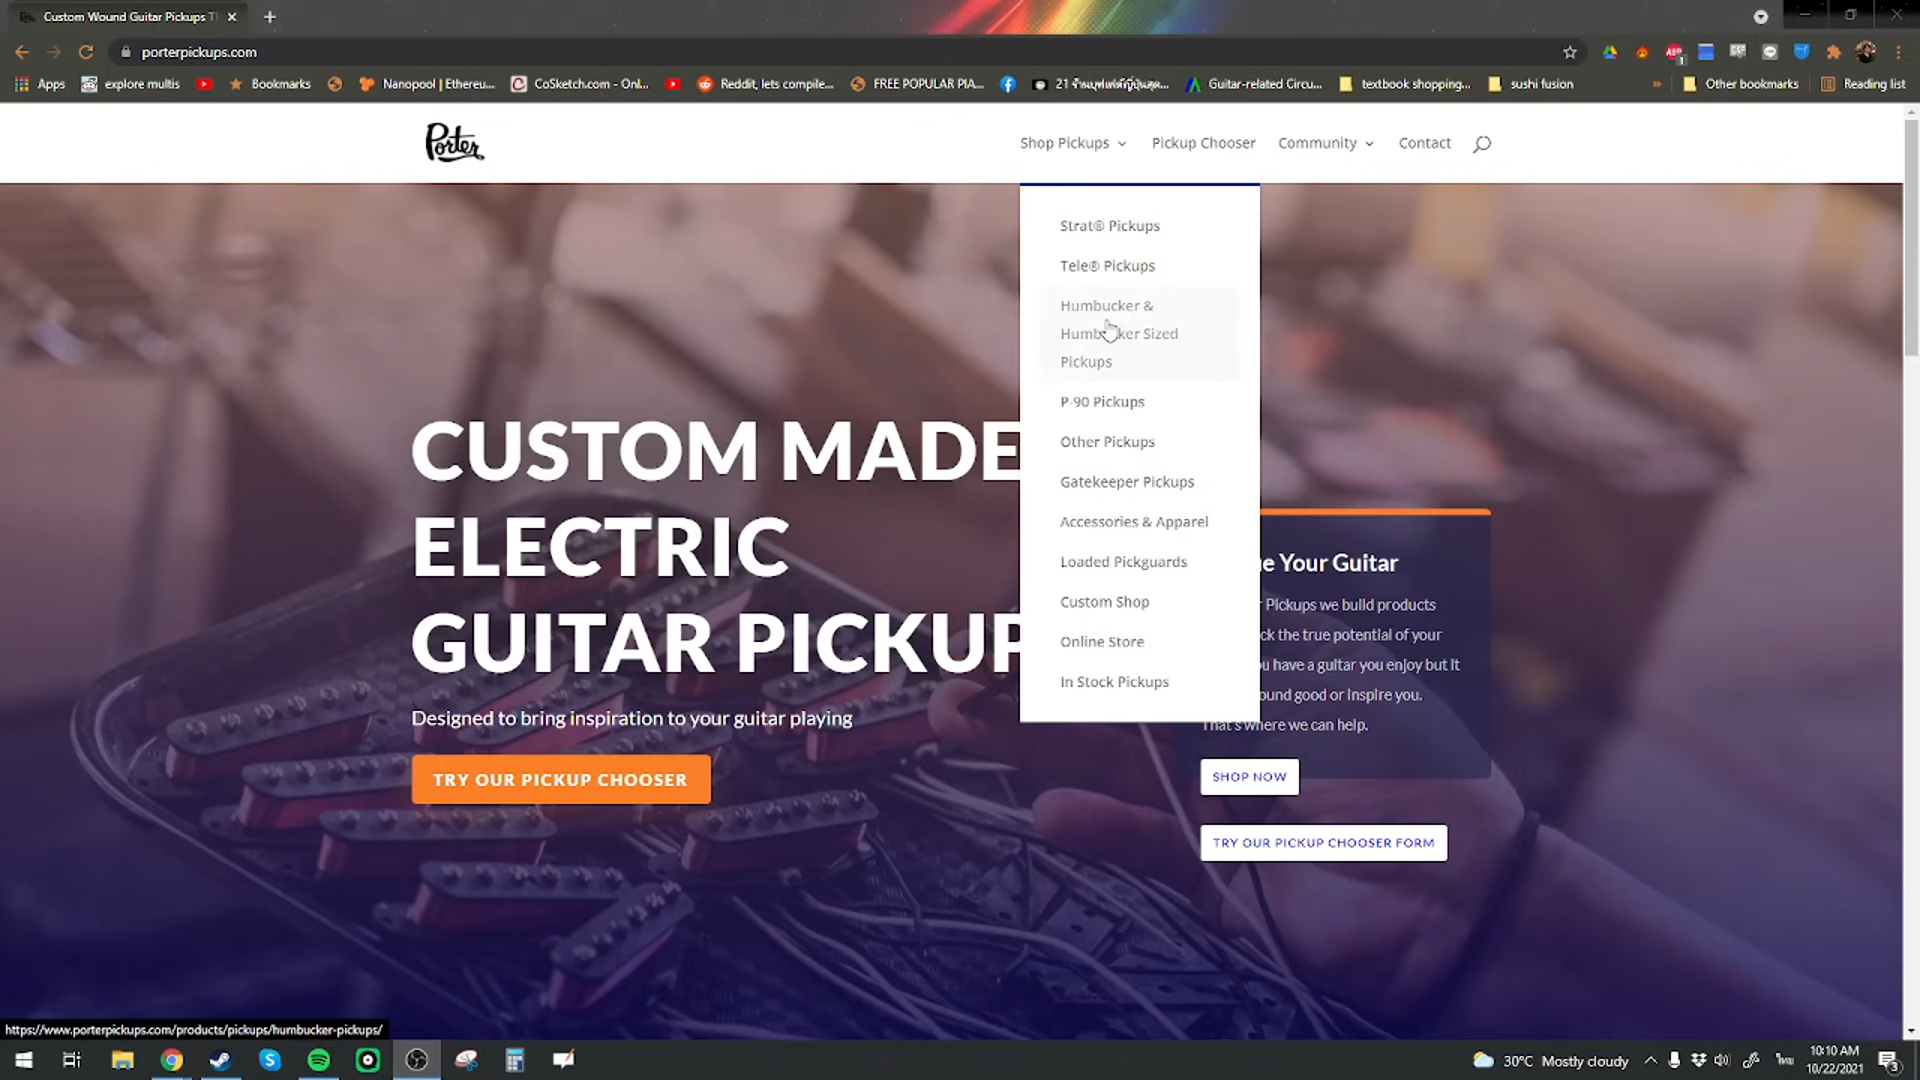 Custom Wound Guitar Pickups T
porterpickups.com
Apps
explore multis
Bookmarks
Nanopool | Ethereu...
CoSketch.com - Onl...
Reddit, lets compile...
FREE POPULAR PIA...
Guitar-related Circu...
textbook shopping...
sushi fusion
»
Other bookmarks
Reading list
Porter
Shop Pickups
Pickup Chooser
Community
Contact
Strat® Pickups
Tele® Pickups
Humbucker &
Humbucker Sized
Pickups
P-90 Pickups
Other Pickups
Gatekeeper Pickups
Accessories & Apparel
Loaded Pickguards
Custom Shop
Online Store
In Stock Pickups
CUSTOM MADE
ELECTRIC
GUITAR PICKUP
Designed to bring inspiration to your guitar playing
TRY OUR PICKUP CHOOSER
e Your Guitar
Pickups we build products
ck the true potential of your
u have a guitar you enjoy but it
ound good or inspire you.
That's where we can help.
SHOP NOW
TRY OUR PICKUP CHOOSER FORM
https://www.porterpickups.com/products/pickups/humbucker-pickups/
30°C Mostly cloudy
ไทย
10:10 AM
10/22/2021
3